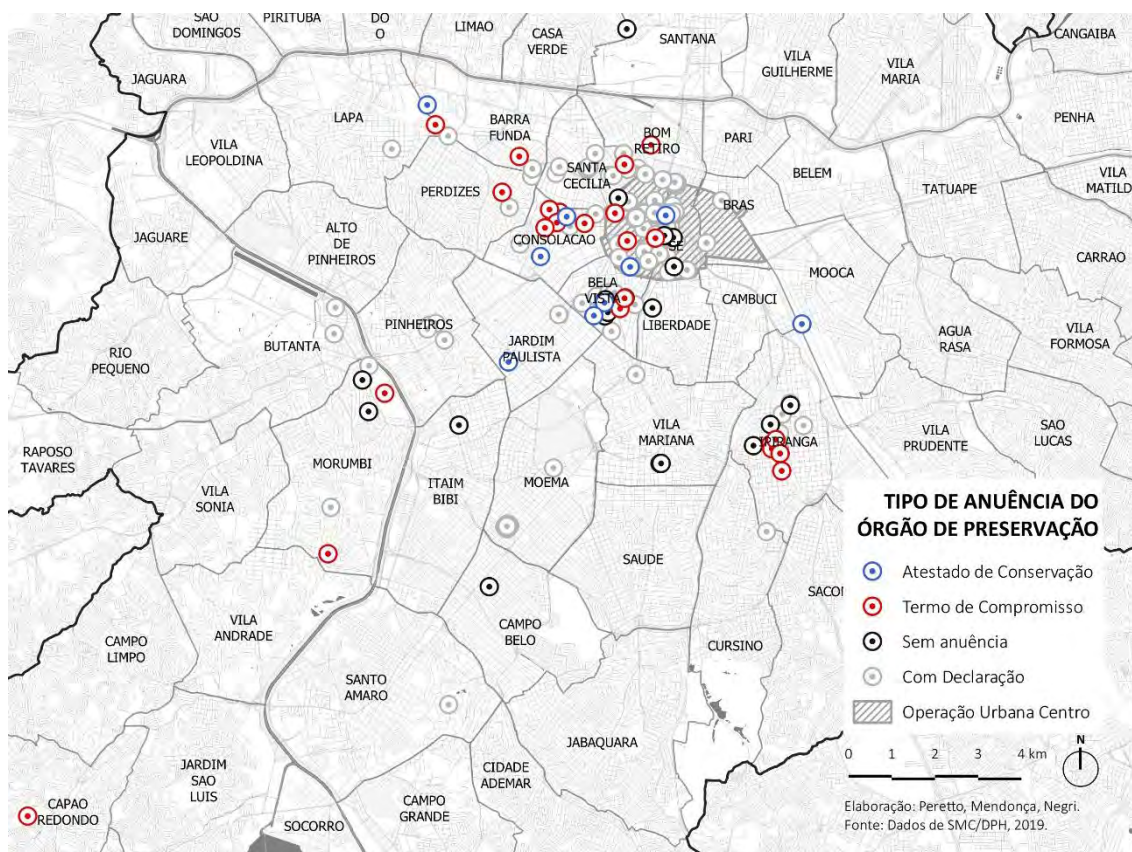 SAO
DOMINGOS
PIRITUBA
DO
O
LIMAO
CASA
VERDE
SANTANA
VILA
GUILHERME
VILA
MARIA
CANGAIBA
JAGUARA
LAPA
BARRA
FUNDA
BOM
RETIRO
PARI
PENHA
VILA
LEOPOLDINA
SANTA
CECILIA
BELEM
TATUAPE
VILA
MATILD
PERDIZES
BRAS
JAGUARE
ALTO
DE
PINHEIROS
CONSOLACAO
SE
MOOCA
CARRAO
BELA
VISTA
CAMBUCI
LIBERDADE
PINHEIROS
BUTANTA
JARDIM
PAULISTA
AGUA
RASA
VILA
FORMOSA
RIO
PEQUENO
VILA
MARIANA
IPIRANGA
VILA
PRUDENTE
SAO
LUCAS
RAPOSO
TAVARES
MORUMBI
VILA
SONIA
ITAIM
BIBI
MOEMA
SAUDE
SACOM
VILA
ANDRADE
CAMPO
LIMPO
CAMPO
BELO
CURSINO
SANTO
AMARO
JABAQUARA
JARDIM
SAO
LUIS
CIDADE
ADEMAR
CAPAO
REDONDO
CAMPO
GRANDE
SOCORRO
TIPO DE ANUÊNCIA DO
ÓRGÃO DE PRESERVAÇÃO
Atestado de Conservação
Termo de Compromisso
Sem anuência
Com Declaração
Operação Urbana Centro
0 1 2 3 4 km
N
Elaboração: Peretto, Mendonça, Negri.
Fonte: Dados de SMC/DPH, 2019.